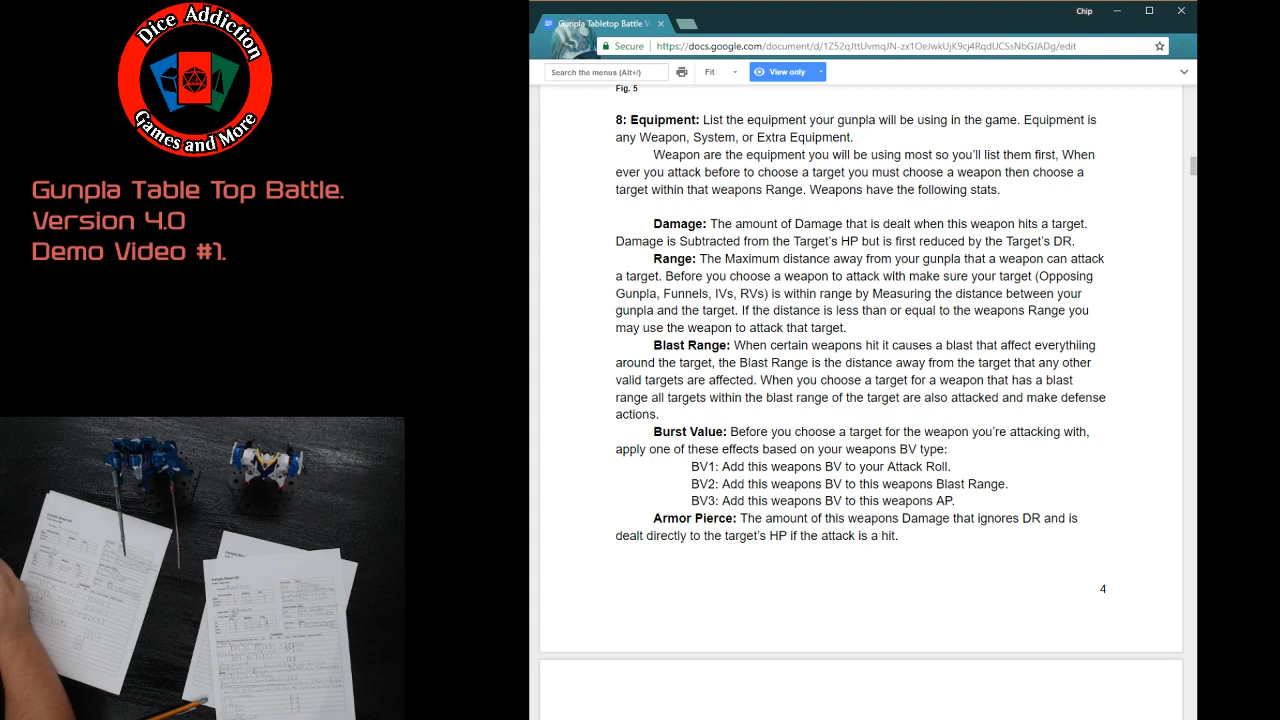 Dice Addiction
Games and More
Gunpla Table Top Battle.
Version 4.0
Demo Video #1.
Chip
Gunpla Tabletop Battle V
Secure
https://docs.google.com/document/d/1Z52qJttUvmqJN-zx1OeJwkUjK9cj4RqdUCSsNbGJADg/edit
Search the menus (Alt+/)
Fit
View only
Fig. 5
8: Equipment: List the equipment your gunpla will be using in the game. Equipment is
any Weapon, System, or Extra Equipment.
Weapon are the equipment you will be using most so you'll list them first, When
ever you attack before to choose a target you must choose a weapon then choose a
target within that weapons Range. Weapons have the following stats.
Damage: The amount of Damage that is dealt when this weapon hits a target.
Damage is Subtracted from the Target's HP but is first reduced by the Target's DR.
Range: The Maximum distance away from your gunpla that a weapon can attack
a target. Before you choose a weapon to attack with make sure your target (Opposing
Gunpla, Funnels, IVs, RVs) is within range by Measuring the distance between your
gunpla and the target. If the distance is less than or equal to the weapons Range you
may use the weapon to attack that target.
Blast Range: When certain weapons hit it causes a blast that affect everythiing
around the target, the Blast Range is the distance away from the target that any other
valid targets are affected. When you choose a target for a weapon that has a blast
range all targets within the blast range of the target are also attacked and make defense
actions.
Burst Value: Before you choose a target for the weapon you're attacking with,
apply one of these effects based on your weapons BV type:
BV1: Add this weapons BV to your Attack Roll.
BV2: Add this weapons BV to this weapons Blast Range.
BV3: Add this weapons BV to this weapons AP.
Armor Pierce: The amount of this weapons Damage that ignores DR and is
dealt directly to the target's HP if the attack is a hit.
4